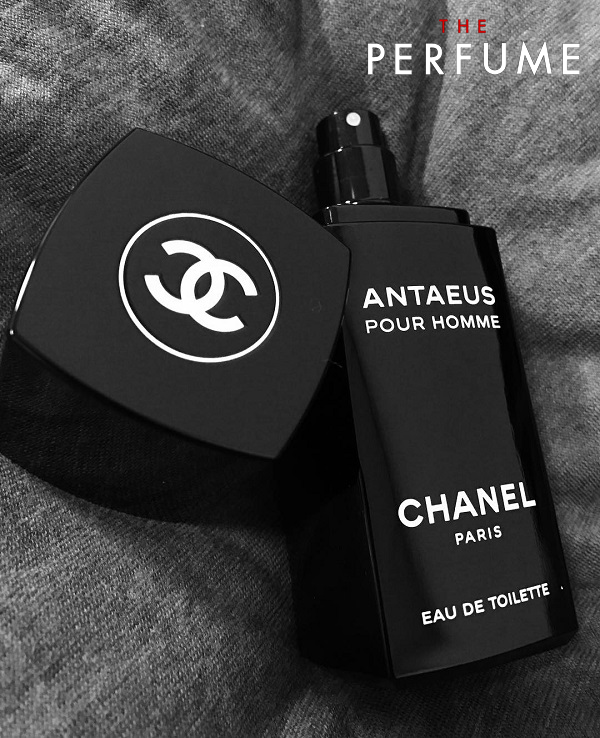 THE
PERFUME
ANTAEUS
POUR HOMME
CHANEL
PARIS
EAU DE TOILETTE